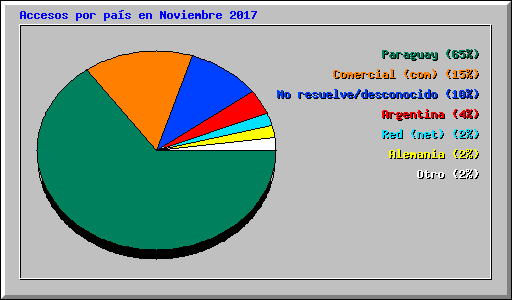 Accesos por país en Noviembre 2017
Paraguay (65%)
Comercial (com) (15%)
No resuelve/desconocido (10%)
Argentina (4%)
Red (net) (2%)
Alemania (2%)
Otro (2%)